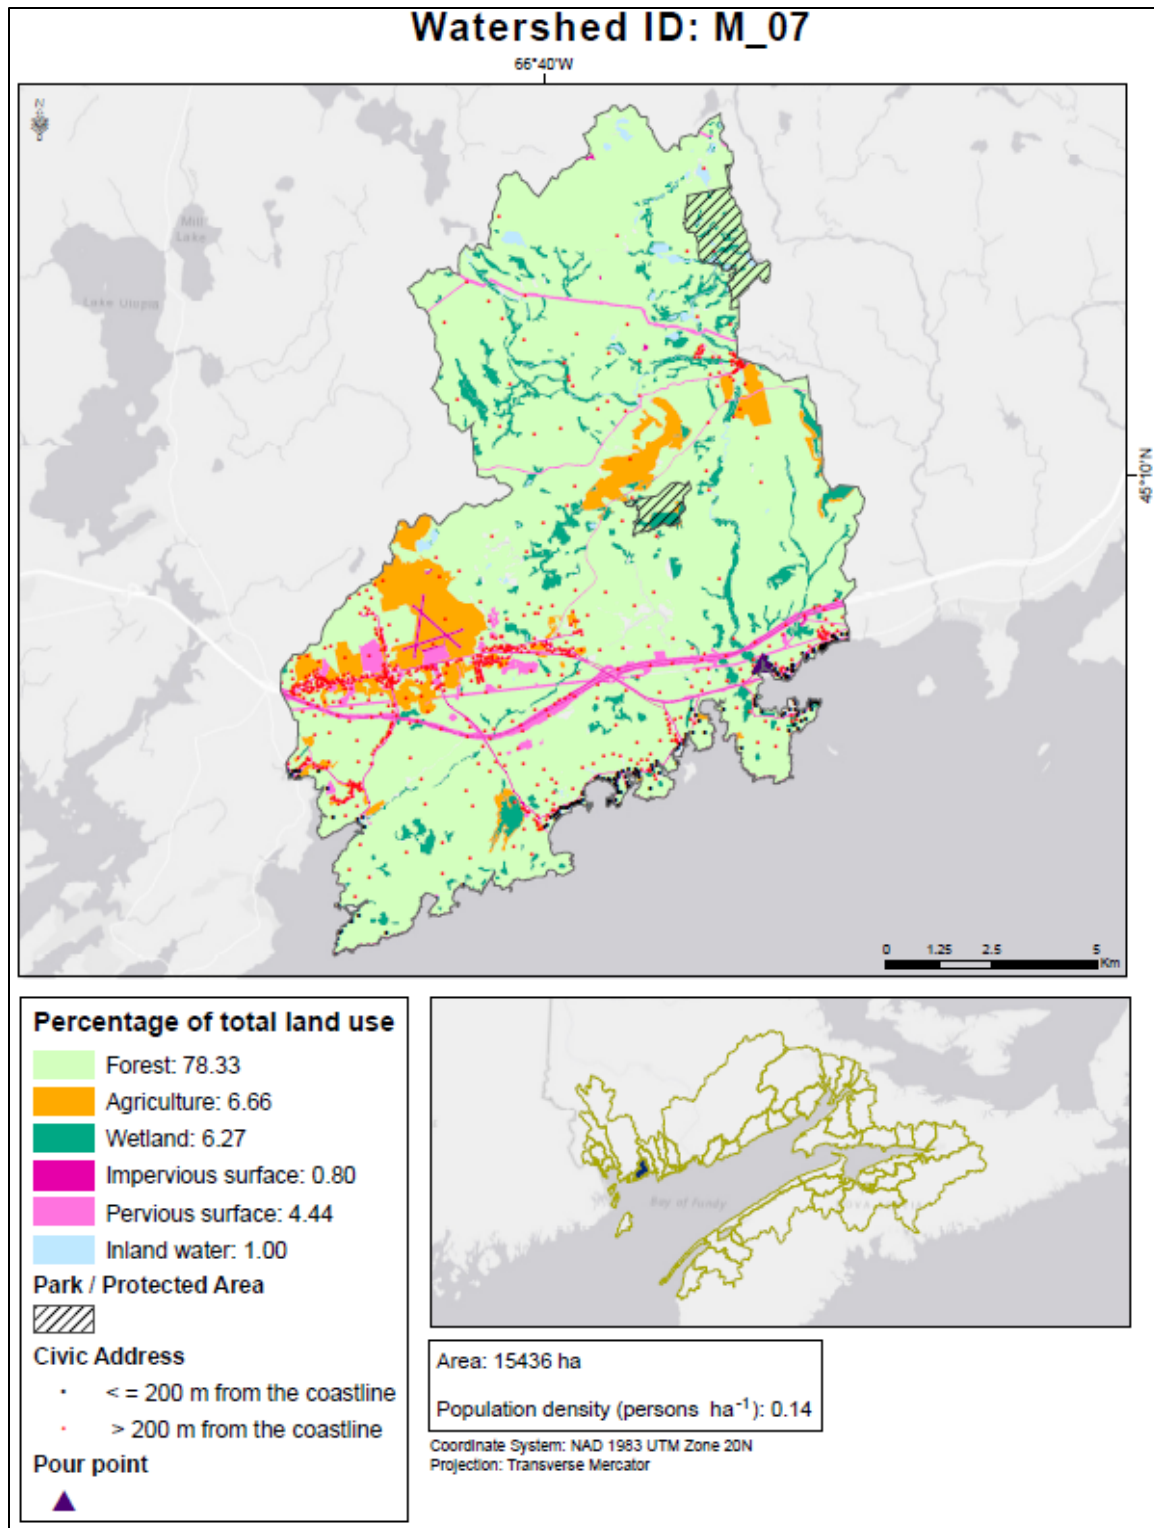 Watershed ID: M_07
66°40'W
N
Mill
Lake
Lake Utopia
45°10'N
0 1.25 2.5 5
Km
Percentage of total land use
Forest: 78.33
Agriculture: 6.66
Wetland: 6.27
Impervious surface: 0.80
Pervious surface: 4.44
Inland water: 1.00
Park / Protected Area
Civic Address
< = 200 m from the coastline
> 200 m from the coastline
Pour point
Bay of Fundy
Area: 15436 ha
Population density (persons ha⁻¹): 0.14
Coordinate System: NAD 1983 UTM Zone 20N
Projection: Transverse Mercator